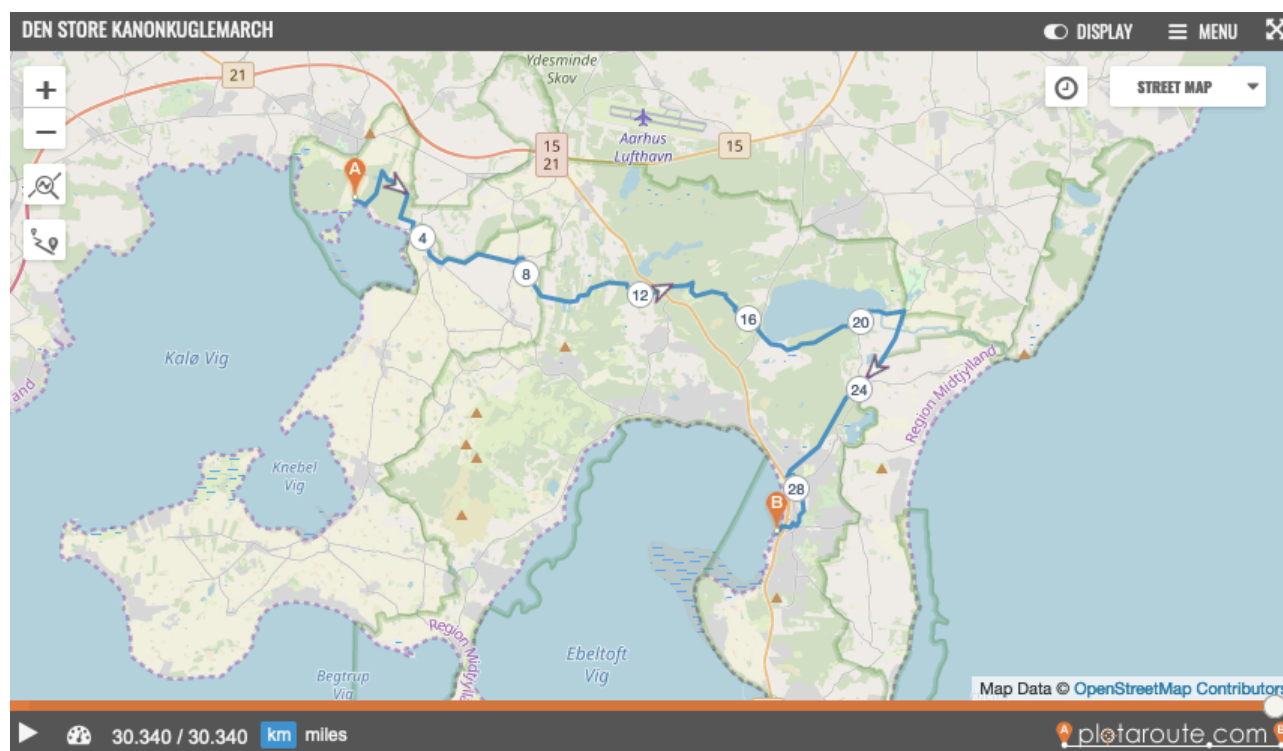 DEN STORE KANONKUGLEMARCH
DISPLAY
MENU
+
−
STREET MAP
21
Ydesminde
Skov
15
21
Aarhus
Lufthavn
15
A
4
8
12
16
20
24
28
B
Kalø Vig
and
Knebel
Vig
Region Midtjylland
Region Midtjyll
Ebeltoft
Vig
Begtrup
Vig
Map Data © OpenStreetMap Contributors
30.340 / 30.340 km miles
A plotaroute.com B